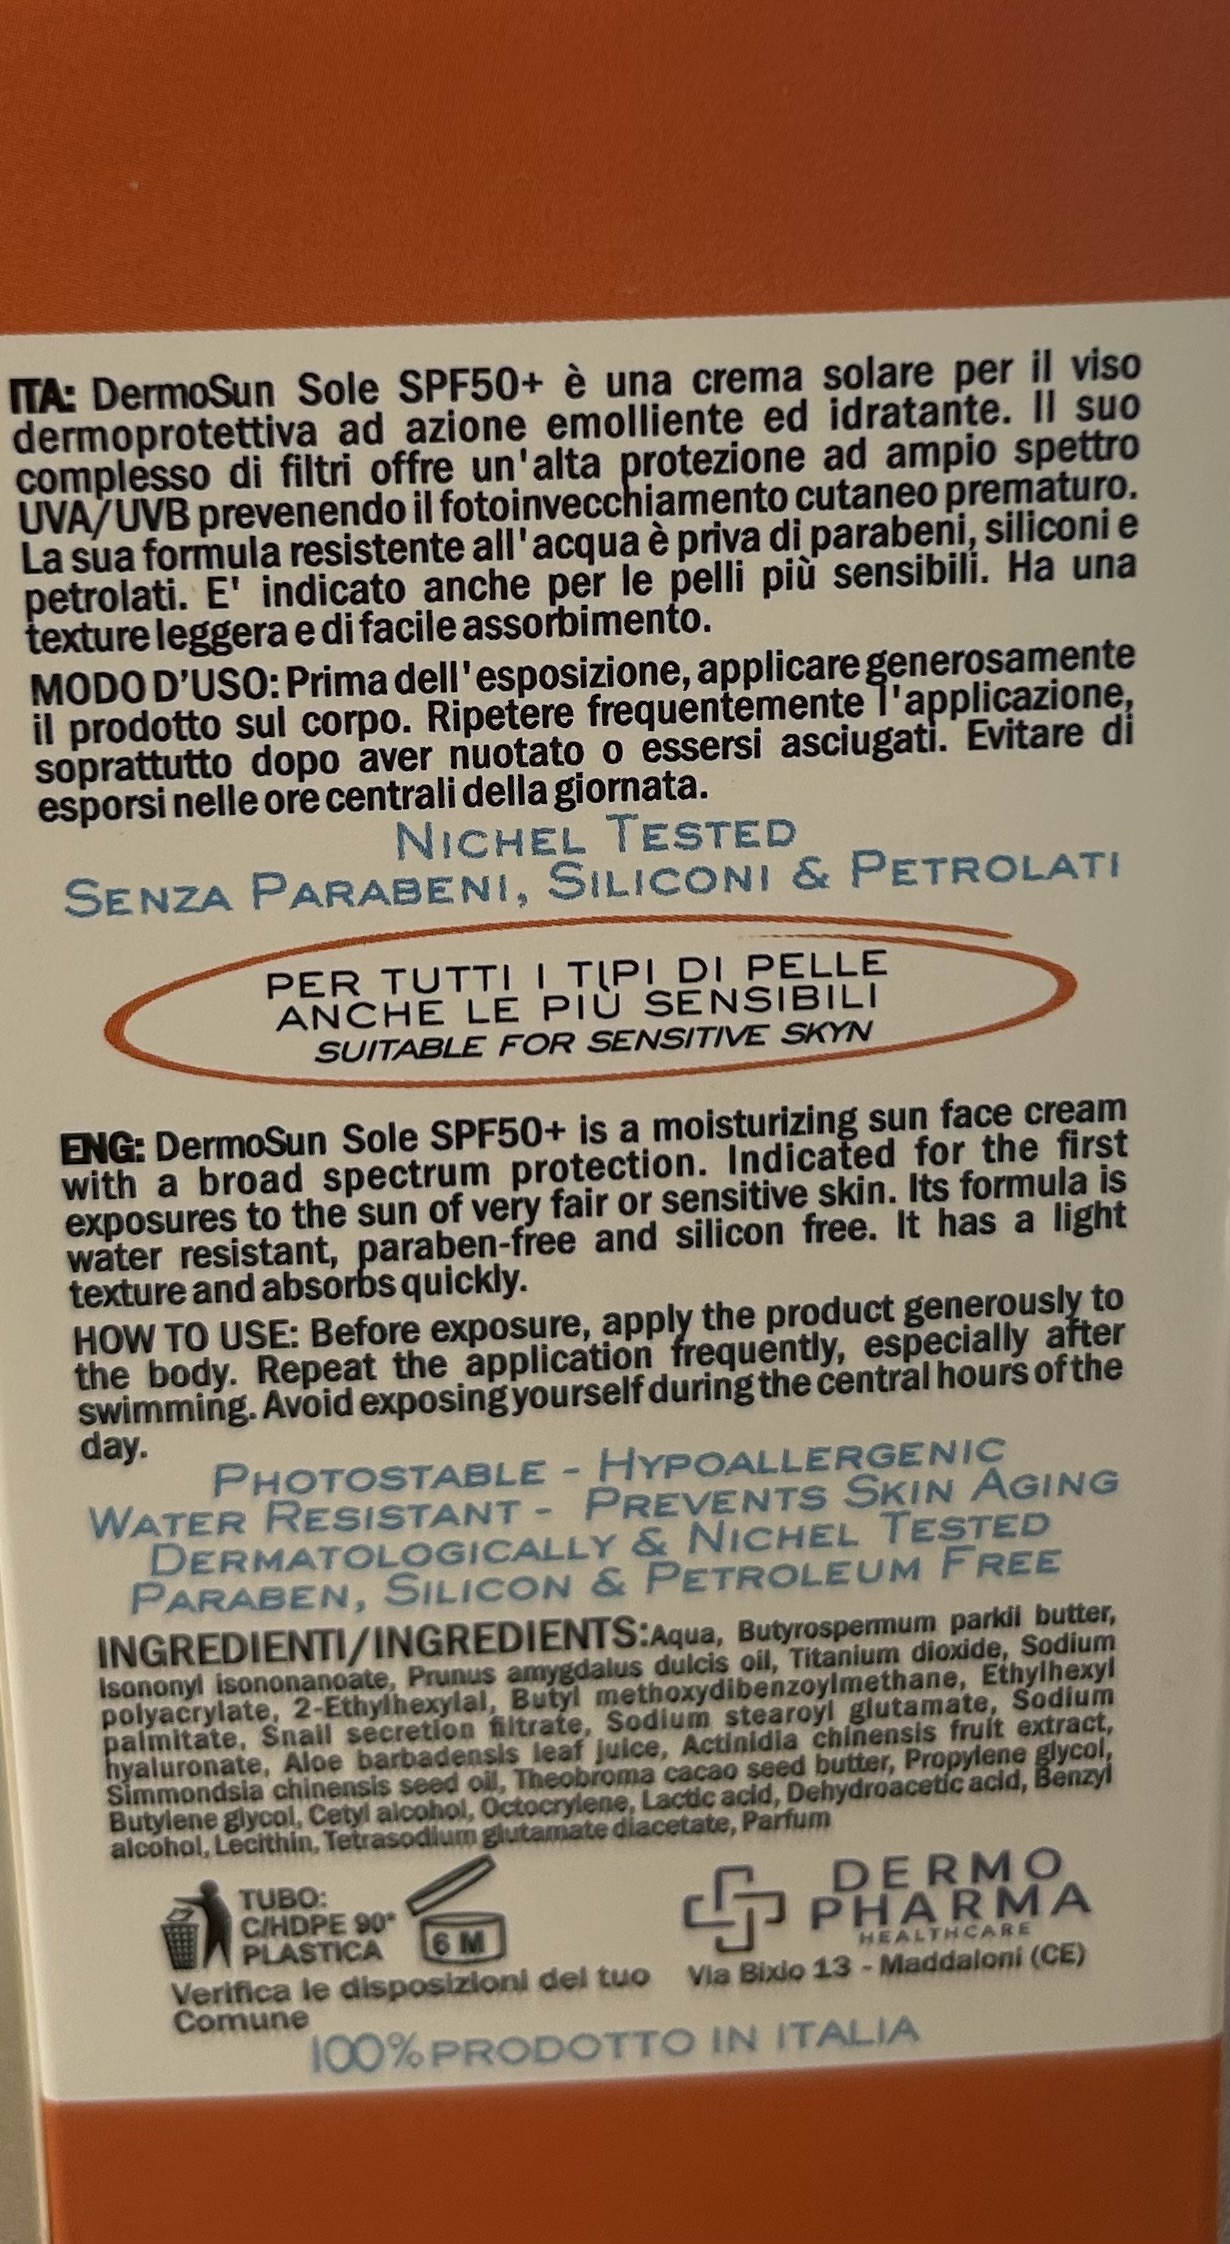 ITA: DermoSun Sole SPF50+ è una crema solare per il viso
dermoprotettiva ad azione emolliente ed idratante. Il suo
complesso di filtri offre un'alta protezione ad ampio spettro
UVA/UVB prevenendo il fotoinvecchiamento cutaneo prematuro.
La sua formula resistente all'acqua è priva di parabeni, siliconi e
petrolati. E' indicato anche per le pelli più sensibili. Ha una
texture leggera e di facile assorbimento.
MODO D'USO: Prima dell'esposizione, applicare generosamente
il prodotto sul corpo. Ripetere frequentemente l'applicazione,
soprattutto dopo aver nuotato o essersi asciugati. Evitare di
esporsi nelle ore centrali della giornata.
NICHEL TESTED
SENZA PARABENI, SILICONI & PETROLATI
PER TUTTI I TIPI DI PELLE
ANCHE LE PIÙ SENSIBILI
SUITABLE FOR SENSITIVE SKYN
ENG: DermoSun Sole SPF50+ is a moisturizing sun face cream
with a broad spectrum protection. Indicated for the first
exposures to the sun of very fair or sensitive skin. Its formula is
water resistant, paraben-free and silicon free. It has a light
texture and absorbs quickly.
HOW TO USE: Before exposure, apply the product generously to
the body. Repeat the application frequently, especially after
swimming. Avoid exposing yourself during the central hours of the
day.
PHOTOSTABLE - HYPOALLERGENIC
WATER RESISTANT - PREVENTS SKIN AGING
DERMATOLOGICALLY & NICHEL TESTED
PARABEN, SILICON & PETROLEUM FREE
INGREDIENTI/INGREDIENTS:Aqua, Butyrospermum parkii butter,
Isononyl isononanoate, Prunus amygdalus dulcis oil, Titanium dioxide, Sodium
polyacrylate, 2-Ethylhexylal, Butyl methoxydibenzoylmethane, Ethylhexyl
palmitate, Snail secretion filtrate, Sodium stearoyl glutamate, Sodium
hyaluronate, Aloe barbadensis leaf juice, Actinidia chinensis fruit extract,
Simmondsia chinensis seed oil, Theobroma cacao seed butter, Propylene glycol,
Butylene glycol, Cetyl alcohol, Octocrylene, Lactic acid, Dehydroacetic acid, Benzyl
alcohol, Lecithin, Tetrasodium glutamate diacetate, Parfum
TUBO:
C/HDPE 90°
PLASTICA
6 M
Verifica le disposizioni del tuo
Comune
DERMO
PHARMA
HEALTHCARE
Via Bixio 13 - Maddaloni (CE)
100% PRODOTTO IN ITALIA